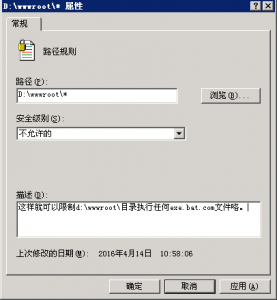 D:\wwwroot\* 属性
常规
路径规则
路径(P):
D:\wwwroot\*
浏览(B)...
安全级别(S):
不允许的
描述(D):
这样就可以限制d:\wwwroot\目录执行任何exe.bat.com文件咯。
上次修改的日期(M): 2016年4月14日 10:58:06
确定
取消
应用(A)